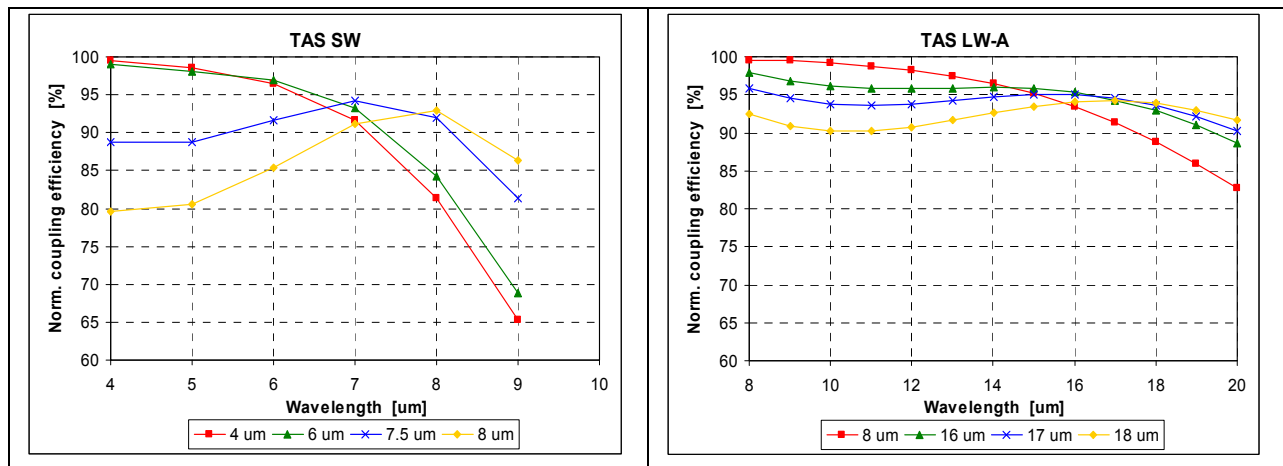 TAS SW
Norm. coupling efficiency [%]
100
95
90
85
80
75
70
65
60
4 5 6 7 8 9 10
Wavelength [um]
4 um 6 um 7.5 um 8 um
TAS LW-A
Norm. coupling efficiency [%]
100
95
90
85
80
75
70
65
60
8 10 12 14 16 18 20
Wavelength [um]
8 um 16 um 17 um 18 um